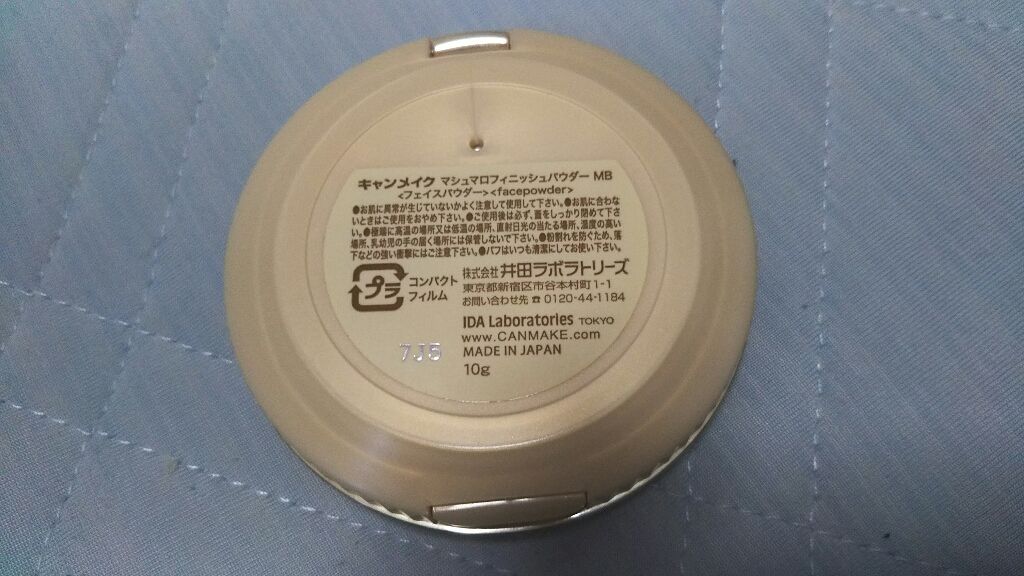 キャンメイク マシュマロフィニッシュパウダー MB
<フェイスパウダー><facepowder>
●お肌に異常が生じていないかよく注意して使用して下さい。●お肌に合わ
ないときはご使用をおやめ下さい。●ご使用後は必ず、蓋をしっかり閉めて下さ
い。●極端に高温の場所又は低温の場所、直射日光の当たる場所、湿度の高い
場所、乳幼児の手の届く場所には保管しないで下さい。●粉割れを防ぐため、落
下などの強い衝撃にはご注意下さい。●パフはいつも清潔にしてお使い下さい。
プラ
コンパクト
フィルム
株式会社 井田ラボラトリーズ
東京都新宿区市谷本村町1-1
お問い合わせ先 ☎ 0120-44-1184
IDA Laboratories TOKYO
www.CANMAKE.com
MADE IN JAPAN
7J5
10g